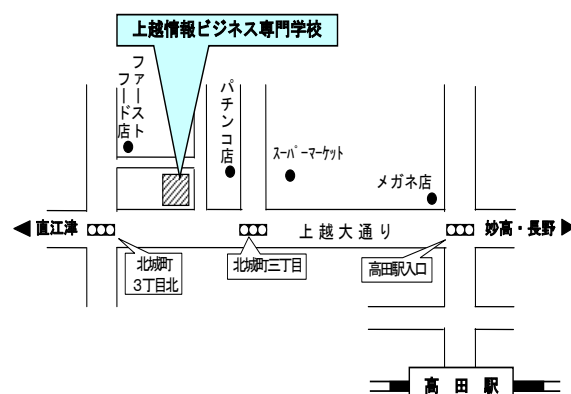 上越情報ビジネス専門学校
ファースト
フード店
パチンコ店
スーパーマーケット
メガネ店
直江津
上越大通り
妙高・長野
北城町
3丁目北
北城町三丁目
高田駅入口
高田駅